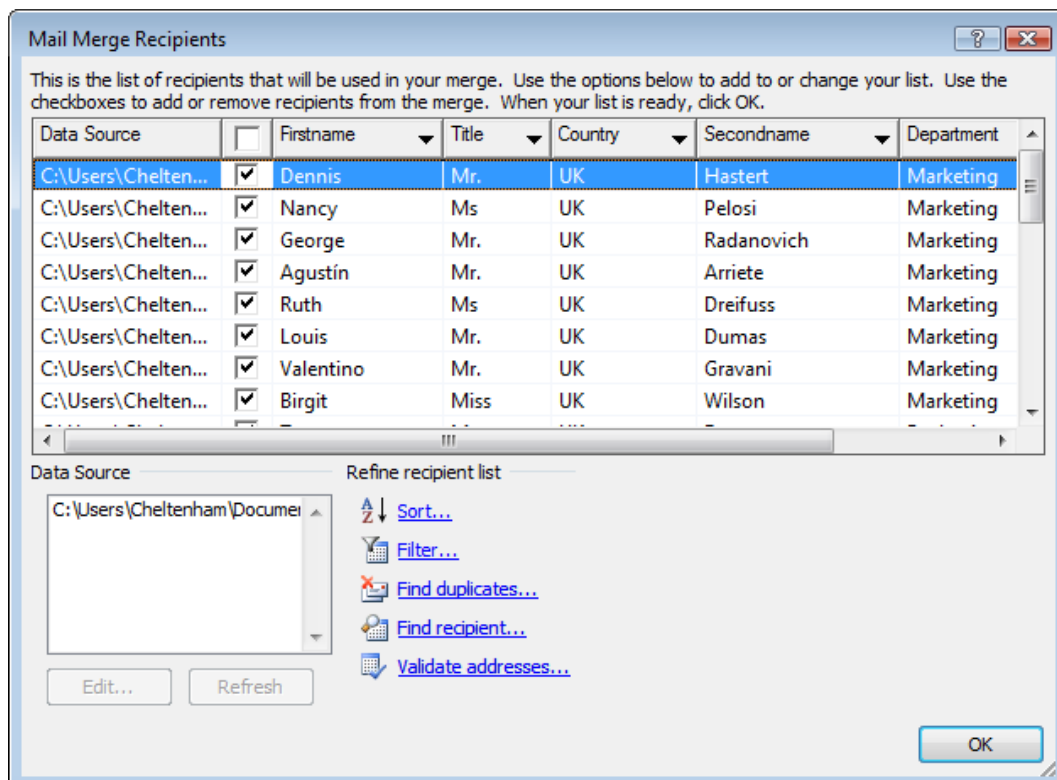 Mail Merge Recipients
This is the list of recipients that will be used in your merge. Use the options below to add to or change your list. Use the
checkboxes to add or remove recipients from the merge. When your list is ready, click OK.
Data Source Firstname Title Country Secondname Department
C:\Users\Chelten... Dennis Mr. UK Hastert Marketing
C:\Users\Chelten... Nancy Ms UK Pelosi Marketing
C:\Users\Chelten... George Mr. UK Radanovich Marketing
C:\Users\Chelten... Agustín Mr. UK Arriete Marketing
C:\Users\Chelten... Ruth Ms UK Dreifuss Marketing
C:\Users\Chelten... Louis Mr. UK Dumas Marketing
C:\Users\Chelten... Valentino Mr. UK Gravani Marketing
C:\Users\Chelten... Birgit Miss UK Wilson Marketing
Data Source Refine recipient list
C:\Users\Cheltenham\Documen
Sort...
Filter...
Find duplicates...
Find recipient...
Validate addresses...
Edit... Refresh
OK